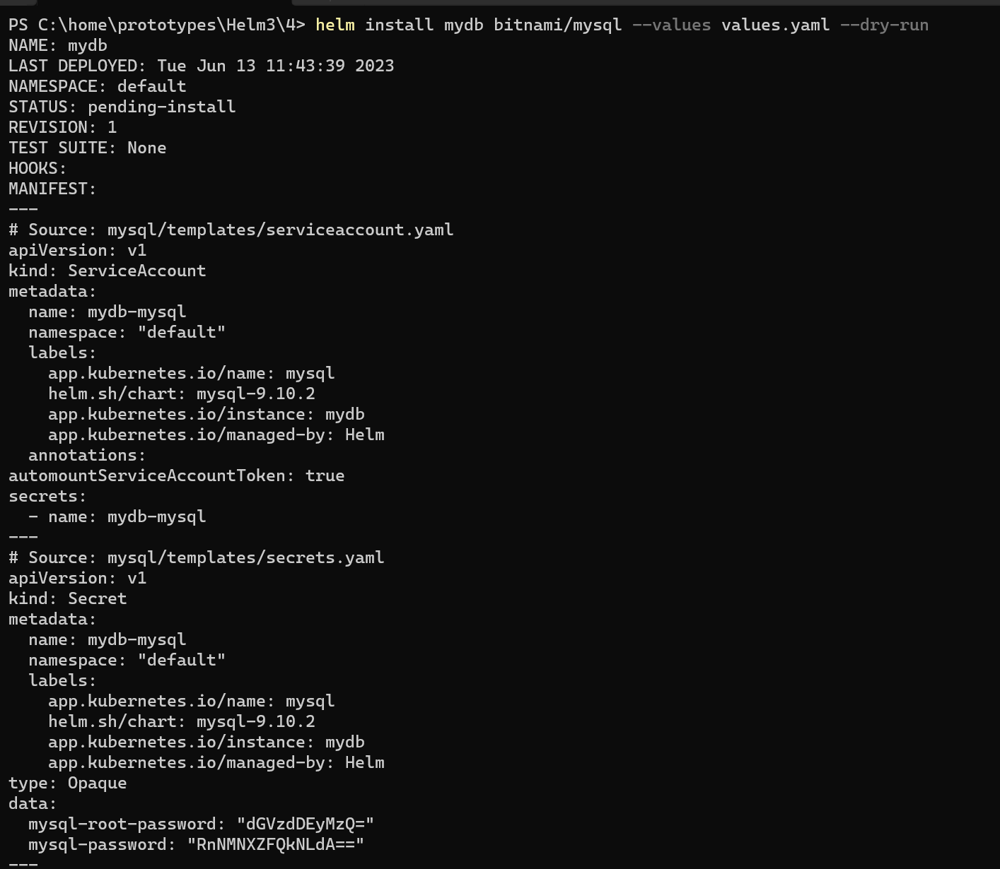 PS C:\home\prototypes\Helm3\4> helm install mydb bitnami/mysql --values values.yaml --dry-run
NAME: mydb
LAST DEPLOYED: Tue Jun 13 11:43:39 2023
NAMESPACE: default
STATUS: pending-install
REVISION: 1
TEST SUITE: None
HOOKS:
MANIFEST:
---
# Source: mysql/templates/serviceaccount.yaml
apiVersion: v1
kind: ServiceAccount
metadata:
  name: mydb-mysql
  namespace: "default"
  labels:
    app.kubernetes.io/name: mysql
    helm.sh/chart: mysql-9.10.2
    app.kubernetes.io/instance: mydb
    app.kubernetes.io/managed-by: Helm
  annotations:
automountServiceAccountToken: true
secrets:
  - name: mydb-mysql
---
# Source: mysql/templates/secrets.yaml
apiVersion: v1
kind: Secret
metadata:
  name: mydb-mysql
  namespace: "default"
  labels:
    app.kubernetes.io/name: mysql
    helm.sh/chart: mysql-9.10.2
    app.kubernetes.io/instance: mydb
    app.kubernetes.io/managed-by: Helm
type: Opaque
data:
  mysql-root-password: "dGVzdDEyMzQ="
  mysql-password: "RnNMNXZFQkNLdA=="
---